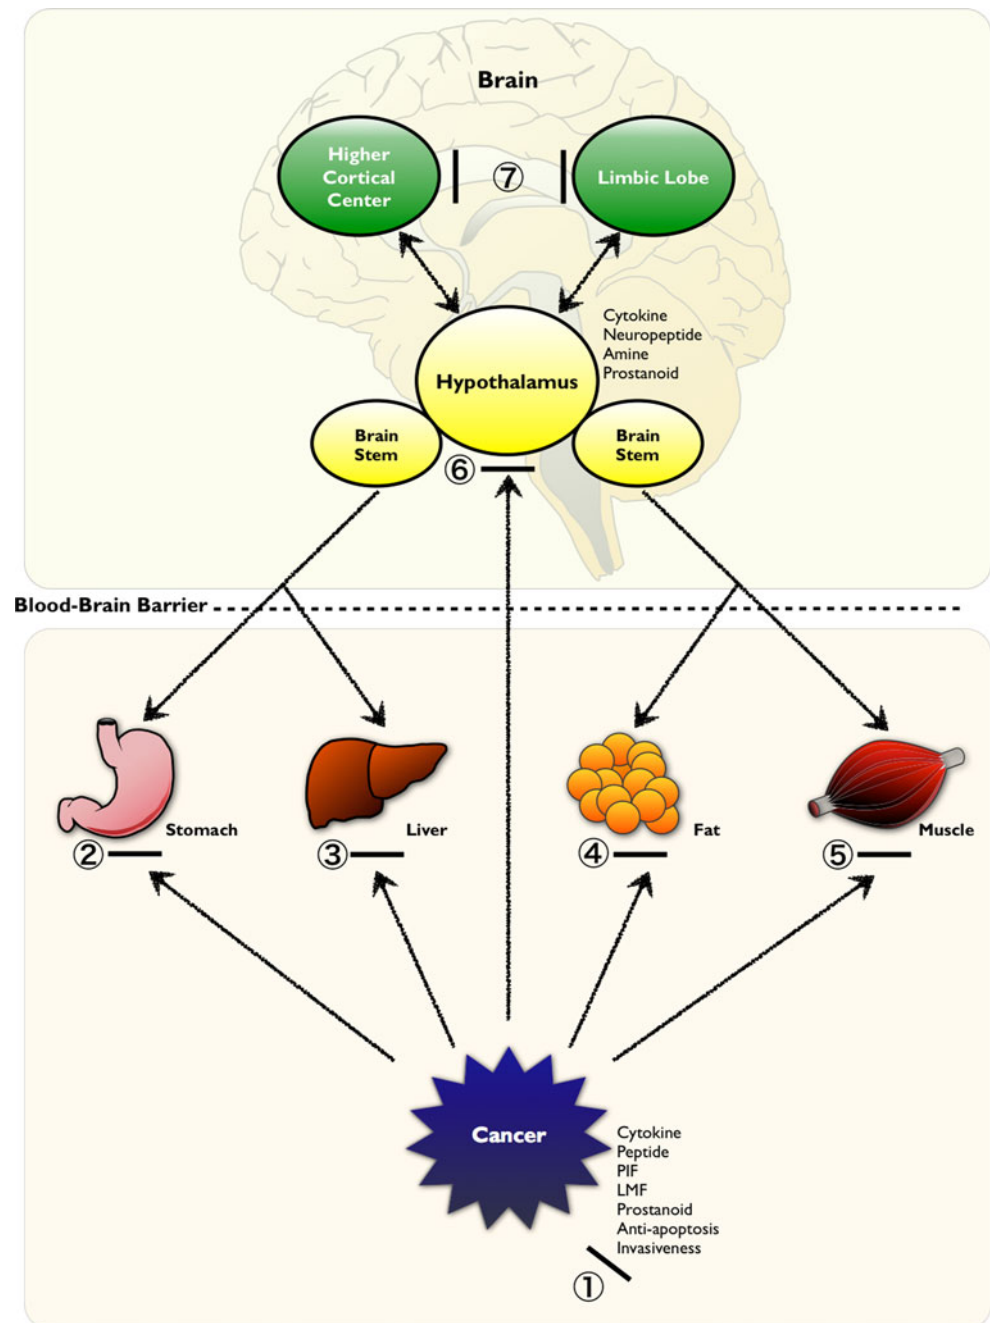 Brain
Higher
Cortical
Center
⑦
Limbic Lobe
Cytokine
Neuropeptide
Amine
Prostanoid
Hypothalamus
Brain
Stem
Brain
Stem
⑥
Blood-Brain Barrier
Stomach
②
Liver
③
Fat
④
Muscle
⑤
Cancer
Cytokine
Peptide
PIF
LMF
Prostanoid
Anti-apoptosis
Invasiveness
①